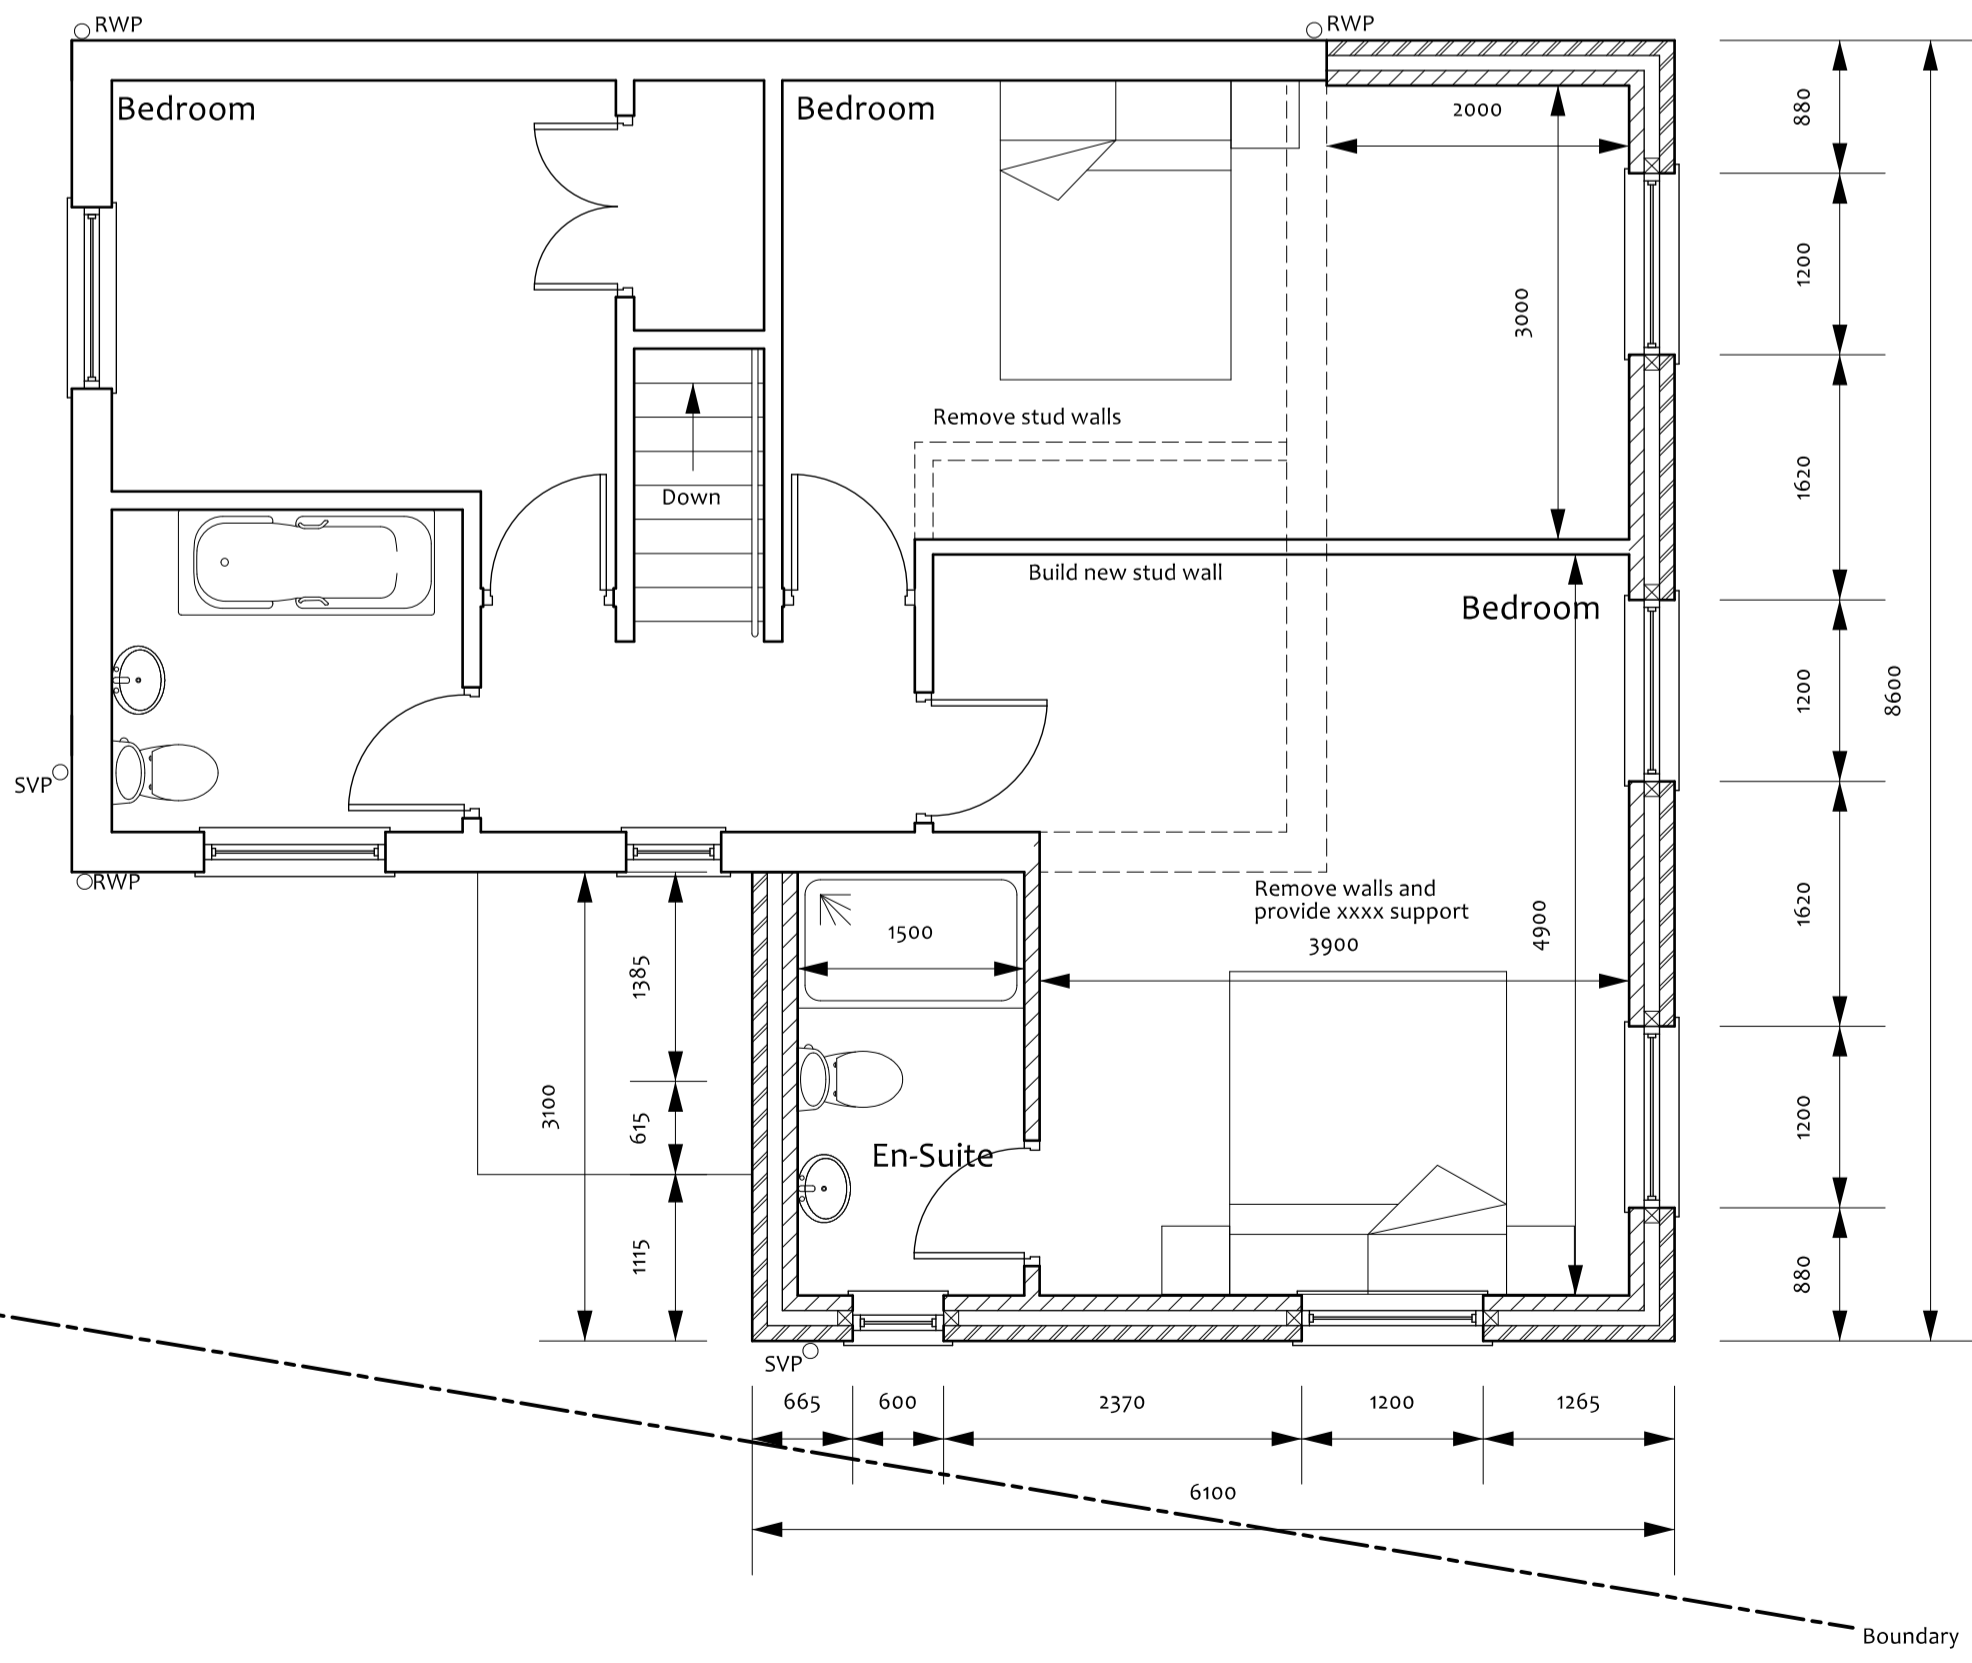 RWP
RWP
Bedroom
Bedroom
2000
880
1200
3000
Remove stud walls
1620
Down
Build new stud wall
Bedroom
1200
8600
SVP
RWP
Remove walls and
provide xxxx support
3900
4900
1500
1620
1385
3100
615
En-Suite
1200
1115
880
SVP
665
600
2370
1200
1265
6100
Boundary